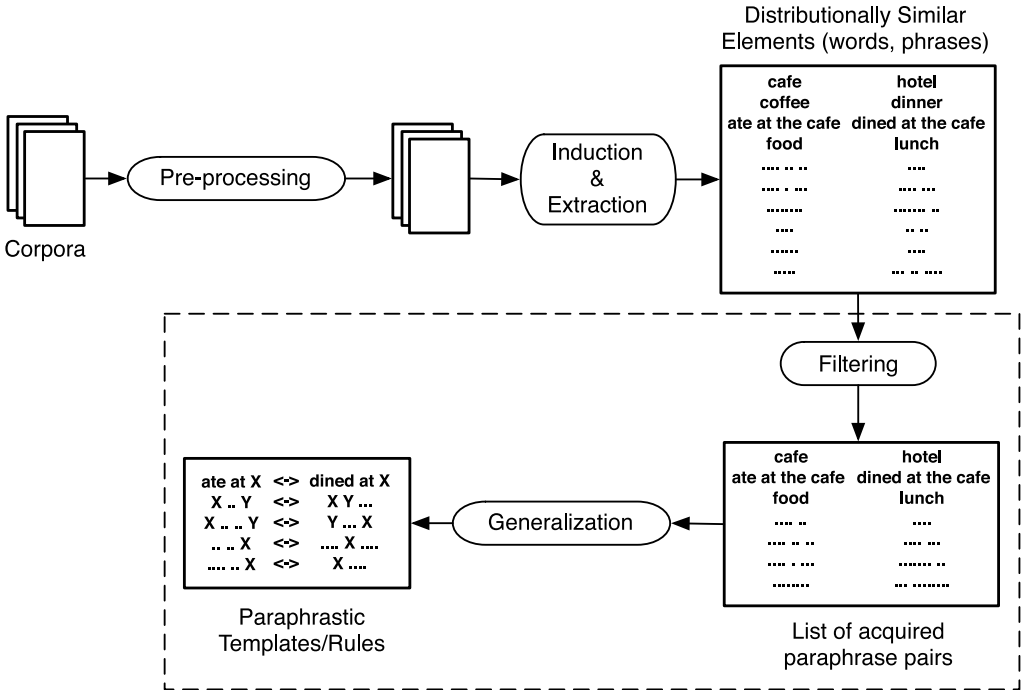 Distributionally Similar
Elements (words, phrases)
cafe hotel
coffee dinner
ate at the cafe dined at the cafe
food lunch
.... .. .. ....
.... . ... .... ...
........ ....... ..
.... .. ..
...... ....
..... ... .. ....
Corpora
Pre-processing
Induction
&
Extraction
Filtering
cafe hotel
ate at the cafe dined at the cafe
food lunch
.... .. ....
.... .. .. .... ...
.... . ... ....... ..
........ ... ........
List of acquired
paraphrase pairs
Generalization
ate at X <-> dined at X
X .. Y <-> X Y ...
X .. .. Y <-> Y ... X
.. .. X <-> .... X ....
.... .. X <-> X ....
Paraphrastic
Templates/Rules